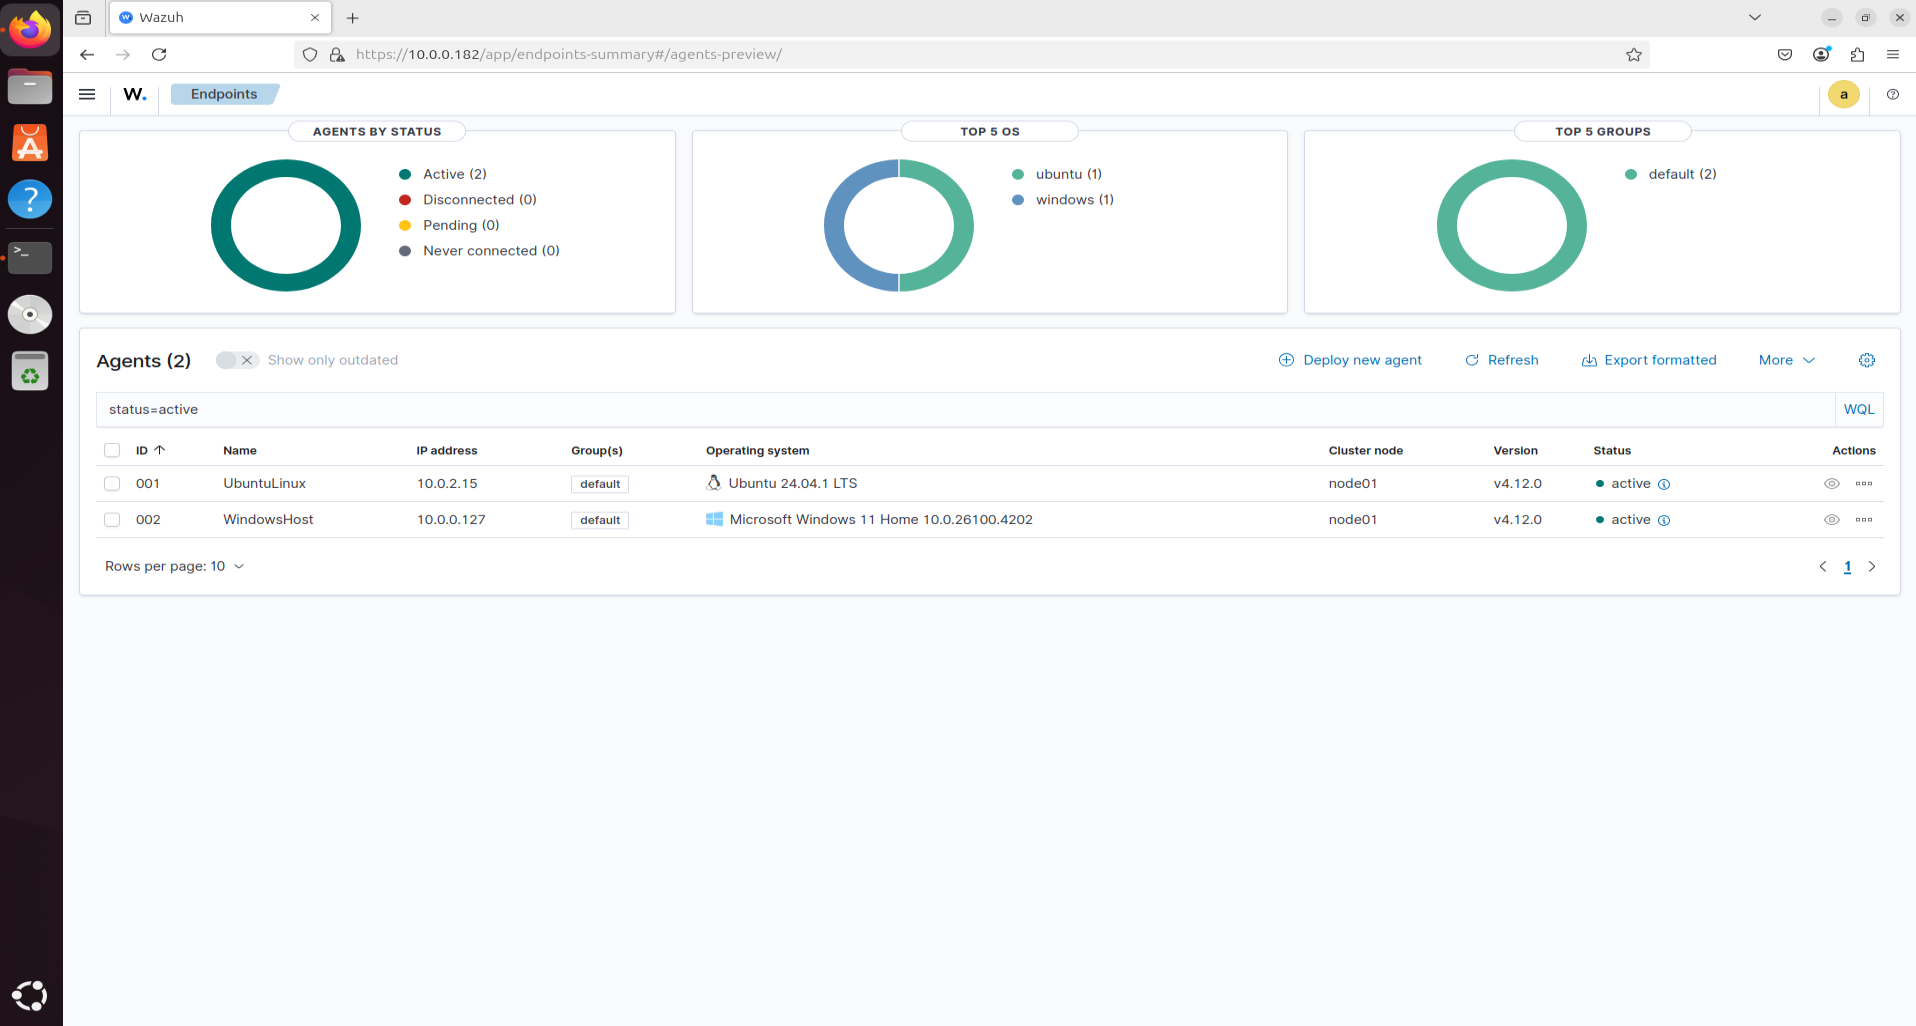 Wazuh
https://10.0.0.182/app/endpoints-summary#/agents-preview/
W. Endpoints a
AGENTS BY STATUS
Active (2)
Disconnected (0)
Pending (0)
Never connected (0)
TOP 5 OS
ubuntu (1)
windows (1)
TOP 5 GROUPS
default (2)
Agents (2) Show only outdated Deploy new agent Refresh Export formatted More
status=active WQL
ID Name IP address Group(s) Operating system Cluster node Version Status Actions
001 UbuntuLinux 10.0.2.15 default Ubuntu 24.04.1 LTS node01 v4.12.0 active
002 WindowsHost 10.0.0.127 default Microsoft Windows 11 Home 10.0.26100.4202 node01 v4.12.0 active
Rows per page: 10 1